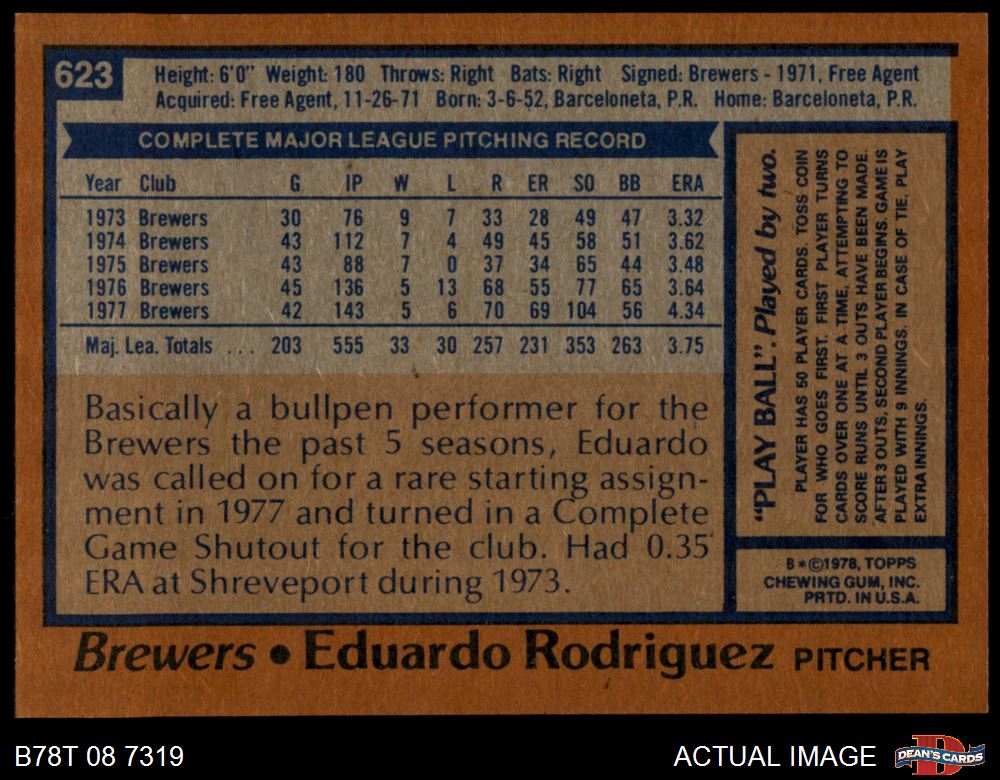 623
Height: 6'0" Weight: 180 Throws: Right Bats: Right Signed: Brewers - 1971, Free Agent
Acquired: Free Agent, 11-26-71 Born: 3-6-52, Barceloneta, P.R. Home: Barceloneta, P.R.
COMPLETE MAJOR LEAGUE PITCHING RECORD
Year Club G IP W L R ER SO BB ERA
1973 Brewers 30 76 9 7 33 28 49 47 3.32
1974 Brewers 43 112 7 4 49 45 58 51 3.62
1975 Brewers 43 88 7 0 37 34 65 44 3.48
1976 Brewers 45 136 5 13 68 55 77 65 3.64
1977 Brewers 42 143 5 6 70 69 104 56 4.34
Maj. Lea. Totals ... 203 555 33 30 257 231 353 263 3.75
Basically a bullpen performer for the
Brewers the past 5 seasons, Eduardo
was called on for a rare starting assign-
ment in 1977 and turned in a Complete
Game Shutout for the club. Had 0.35
ERA at Shreveport during 1973.
"PLAY BALL". Played by two.
PLAYER HAS 50 PLAYER CARDS. TOSS COIN
FOR WHO GOES FIRST. FIRST PLAYER TURNS
CARDS OVER ONE AT A TIME, ATTEMPTING TO
SCORE RUNS UNTIL 3 OUTS HAVE BEEN MADE.
AFTER 3 OUTS, SECOND PLAYER BEGINS. GAME IS
PLAYED WITH 9 INNINGS. IN CASE OF TIE, PLAY
EXTRA INNINGS.
B*©1978, TOPPS
CHEWING GUM, INC.
PRTD. IN U.S.A.
Brewers • Eduardo Rodriguez PITCHER
B78T 08 7319
ACTUAL IMAGE
D
DEAN'S CARDS